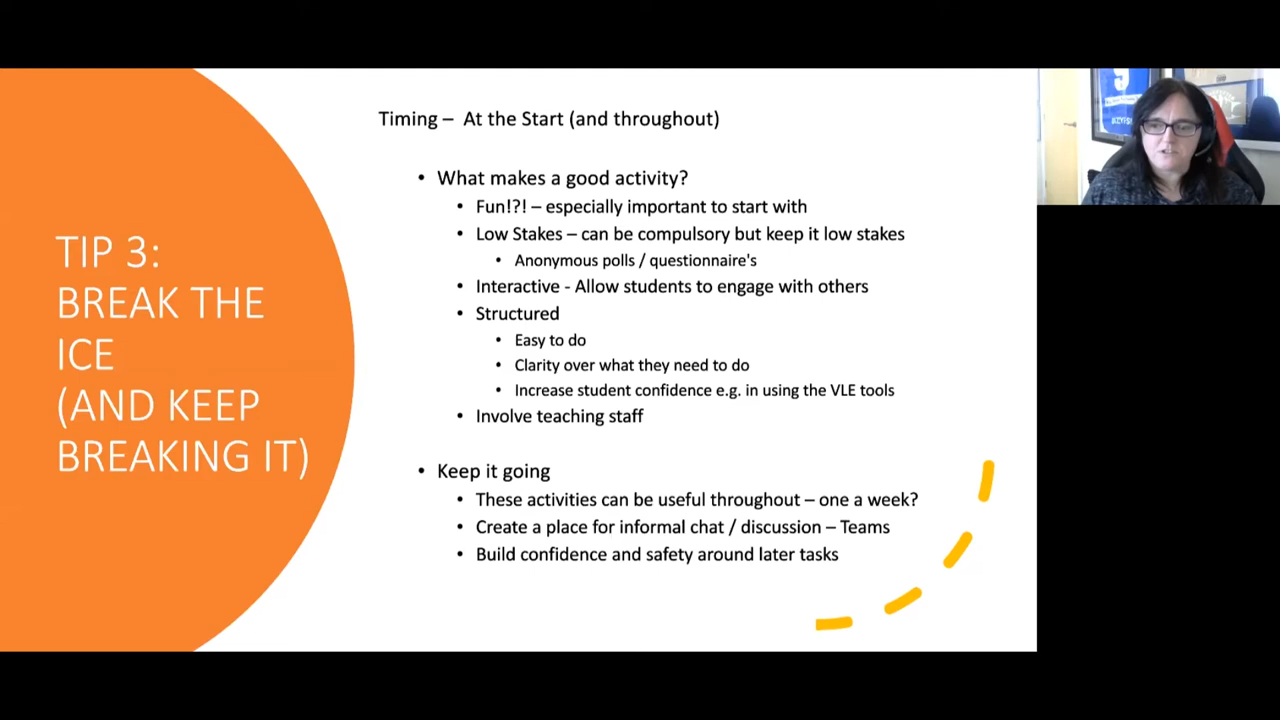 TIP 3:
BREAK THE
ICE
(AND KEEP
BREAKING IT)
Timing – At the Start (and throughout)
• What makes a good activity?
• Fun!?! – especially important to start with
• Low Stakes – can be compulsory but keep it low stakes
• Anonymous polls / questionnaire's
• Interactive - Allow students to engage with others
• Structured
• Easy to do
• Clarity over what they need to do
• Increase student confidence e.g. in using the VLE tools
• Involve teaching staff
• Keep it going
• These activities can be useful throughout – one a week?
• Create a place for informal chat / discussion – Teams
• Build confidence and safety around later tasks